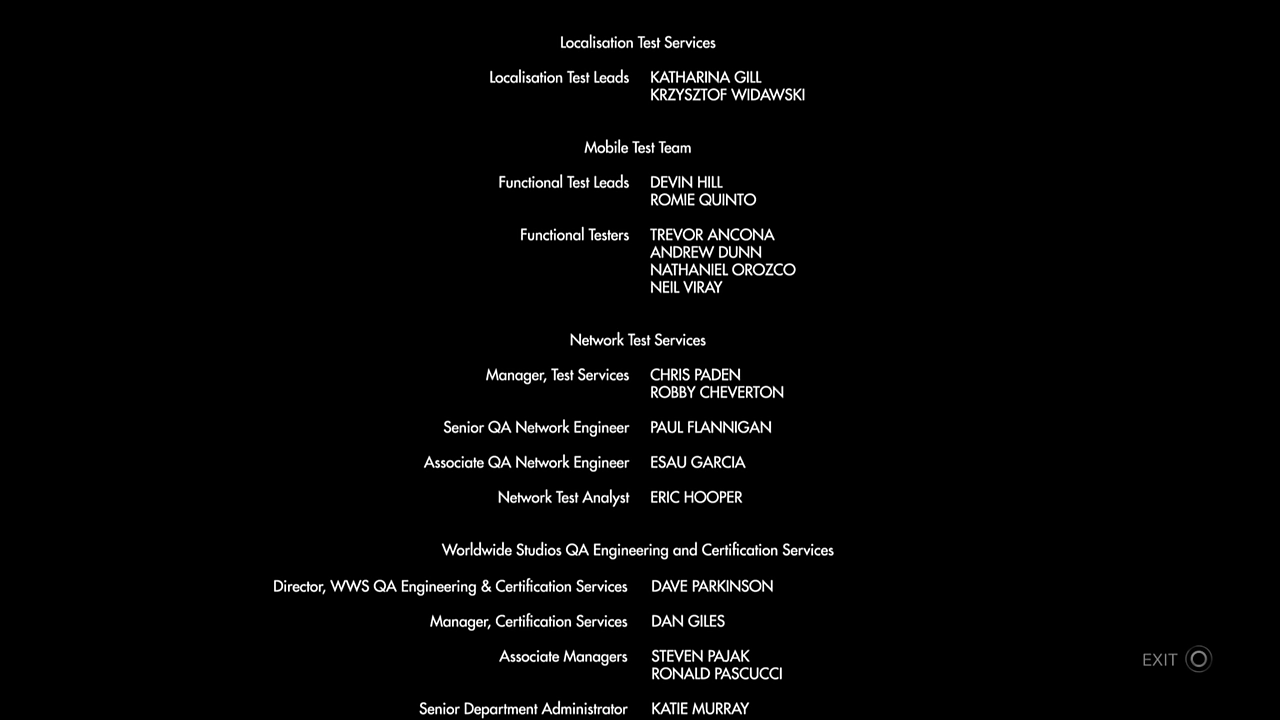 Localisation Test Services
Localisation Test Leads KATHARINA GILL
KRZYSZTOF WIDAWSKI
Mobile Test Team
Functional Test Leads DEVIN HILL
ROMIE QUINTO
Functional Testers TREVOR ANCONA
ANDREW DUNN
NATHANIEL OROZCO
NEIL VIRAY
Network Test Services
Manager, Test Services CHRIS PADEN
ROBBY CHEVERTON
Senior QA Network Engineer PAUL FLANNIGAN
Associate QA Network Engineer ESAU GARCIA
Network Test Analyst ERIC HOOPER
Worldwide Studios QA Engineering and Certification Services
Director, WWS QA Engineering & Certification Services DAVE PARKINSON
Manager, Certification Services DAN GILES
Associate Managers STEVEN PAJAK
RONALD PASCUCCI
EXIT
Senior Department Administrator KATIE MURRAY